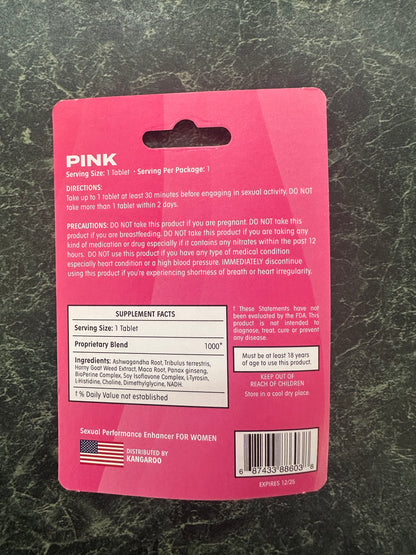 PINK
Serving Size: 1 Tablet · Serving Per Package: 1
DIRECTIONS:
Take up to 1 tablet at least 30 minutes before engaging in sexual activity. DO NOT
take more than 1 tablet within 2 days.
PRECAUTIONS: DO NOT take this product if you are pregnant. DO NOT take this
product if you are breastfeeding. DO NOT take this product if you are taking any
kind of medication or drug especially if it contains any nitrates within the past 12
hours. DO NOT use this product if you have any type of medical condition
especially heart condition or a high blood pressure. IMMEDIATELY discontinue
using this product if you're experiencing shortness of breath or heart irregularity.
SUPPLEMENT FACTS
Serving Size: 1 Tablet
Proprietary Blend 1000*
Ingredients: Ashwagandha Root, Tribulus terrestris,
Horny Goat Weed Extract, Maca Root, Panax ginseng,
BioPerine Complex, Soy Isoflavone Complex, L-Tyrosin,
L-Histidine, Choline, Dimethylglycine, NADH.
† % Daily Value not established
† These Statements have not
been evaluated by the FDA. This
product is not intended to
diagnose, treat, cure or prevent
any disease.
Must be at least 18 years
of age to use this product.
KEEP OUT OF
REACH OF CHILDREN
Store in a cool dry place.
Sexual Performance Enhancer FOR WOMEN
DISTRIBUTED BY
KANGAROO
6 87433 88603 8
EXPIRES 12/25